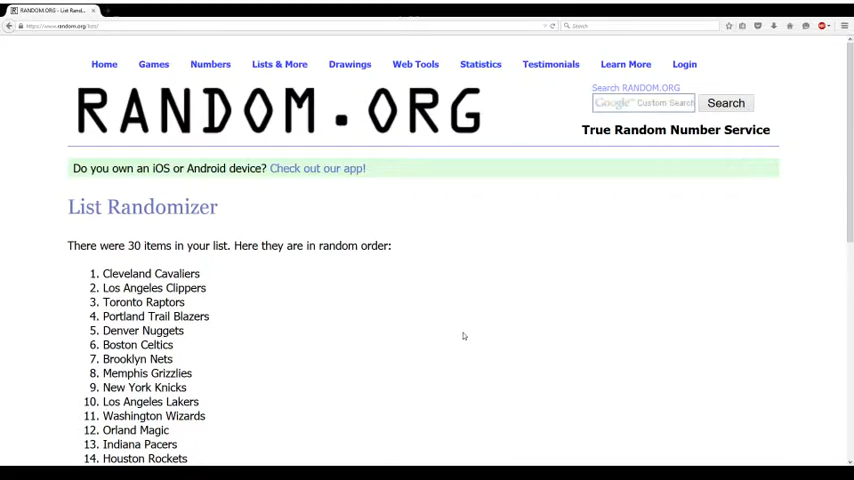 RANDOM.ORG - List Rand...
https://www.random.org/lists/
Search
Home Games Numbers Lists & More Drawings Web Tools Statistics Testimonials Learn More Login
RANDOM.ORG
Search RANDOM.ORG
Google™ Custom Search Search
True Random Number Service
Do you own an iOS or Android device? Check out our app!
List Randomizer
There were 30 items in your list. Here they are in random order:
1. Cleveland Cavaliers
2. Los Angeles Clippers
3. Toronto Raptors
4. Portland Trail Blazers
5. Denver Nuggets
6. Boston Celtics
7. Brooklyn Nets
8. Memphis Grizzlies
9. New York Knicks
10. Los Angeles Lakers
11. Washington Wizards
12. Orland Magic
13. Indiana Pacers
14. Houston Rockets